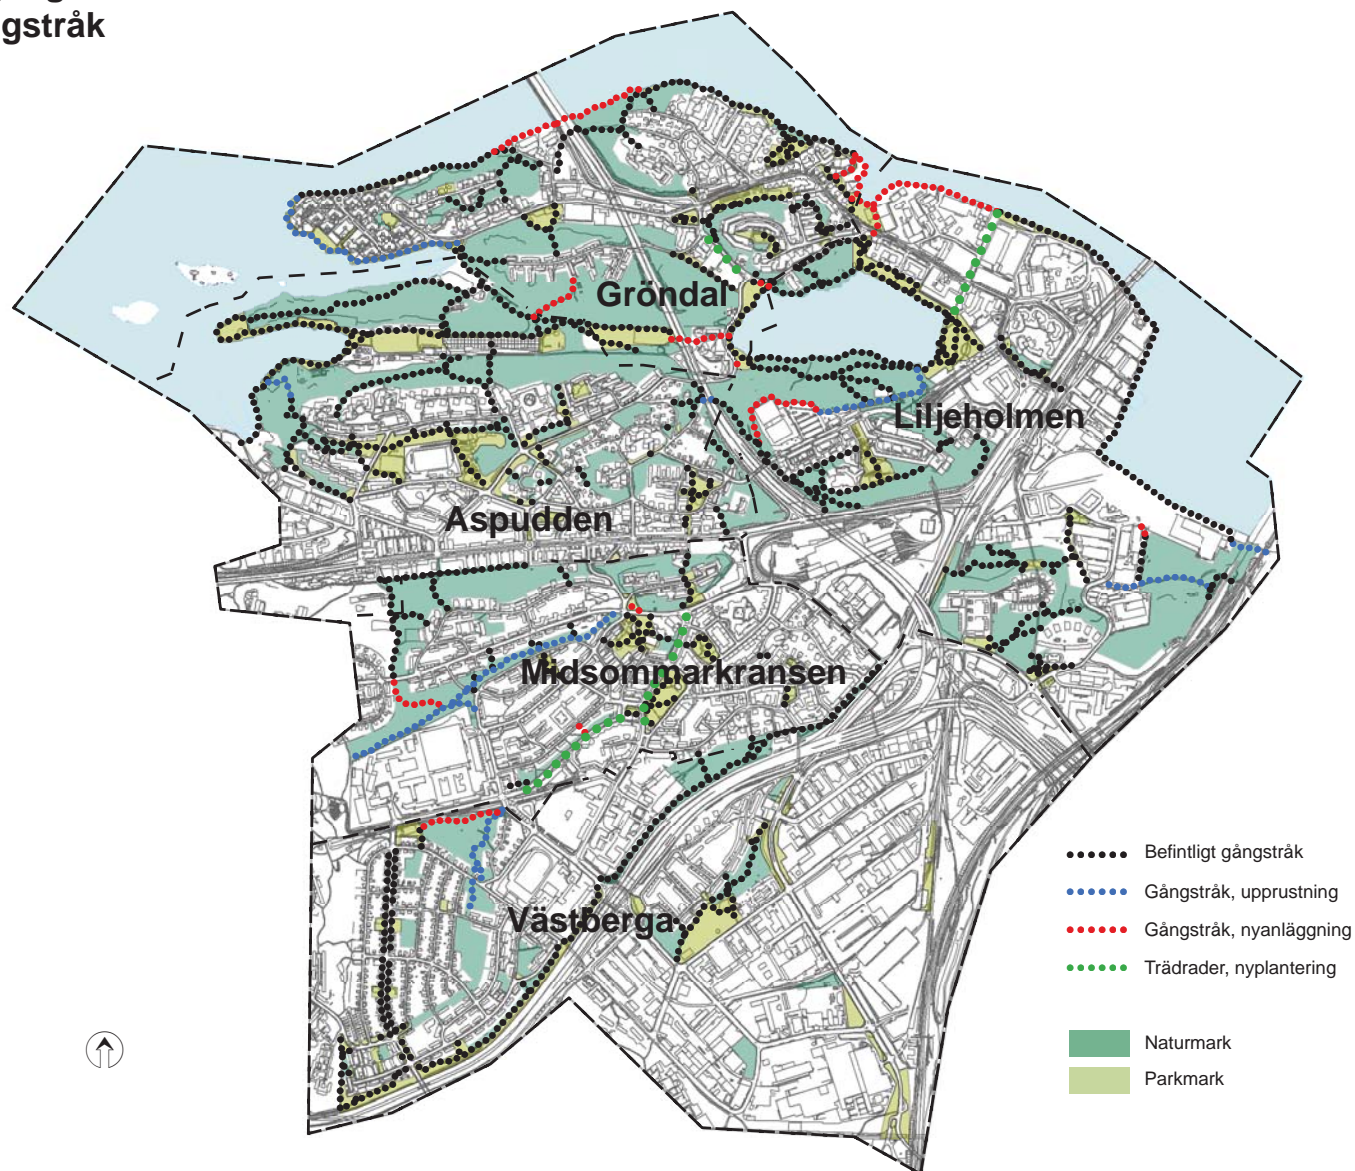 gstråk
Gröndal
Liljeholmen
Aspudden
Midsommarkransen
Västberga
Befintligt gångstråk
Gångstråk, upprustning
Gångstråk, nyanläggning
Trädrader, nyplantering
Naturmark
Parkmark